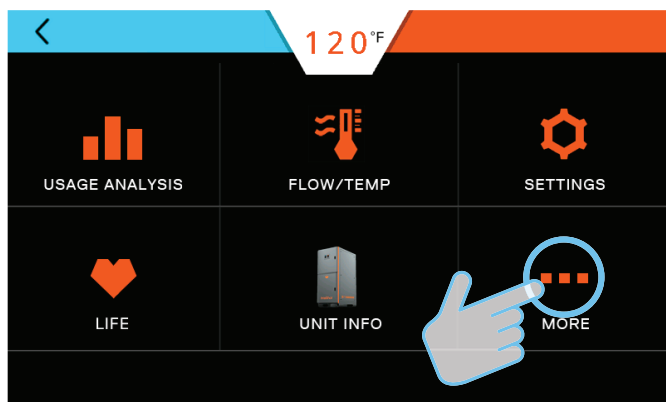 120°F
USAGE ANALYSIS
FLOW/TEMP
SETTINGS
LIFE
UNIT INFO
MORE